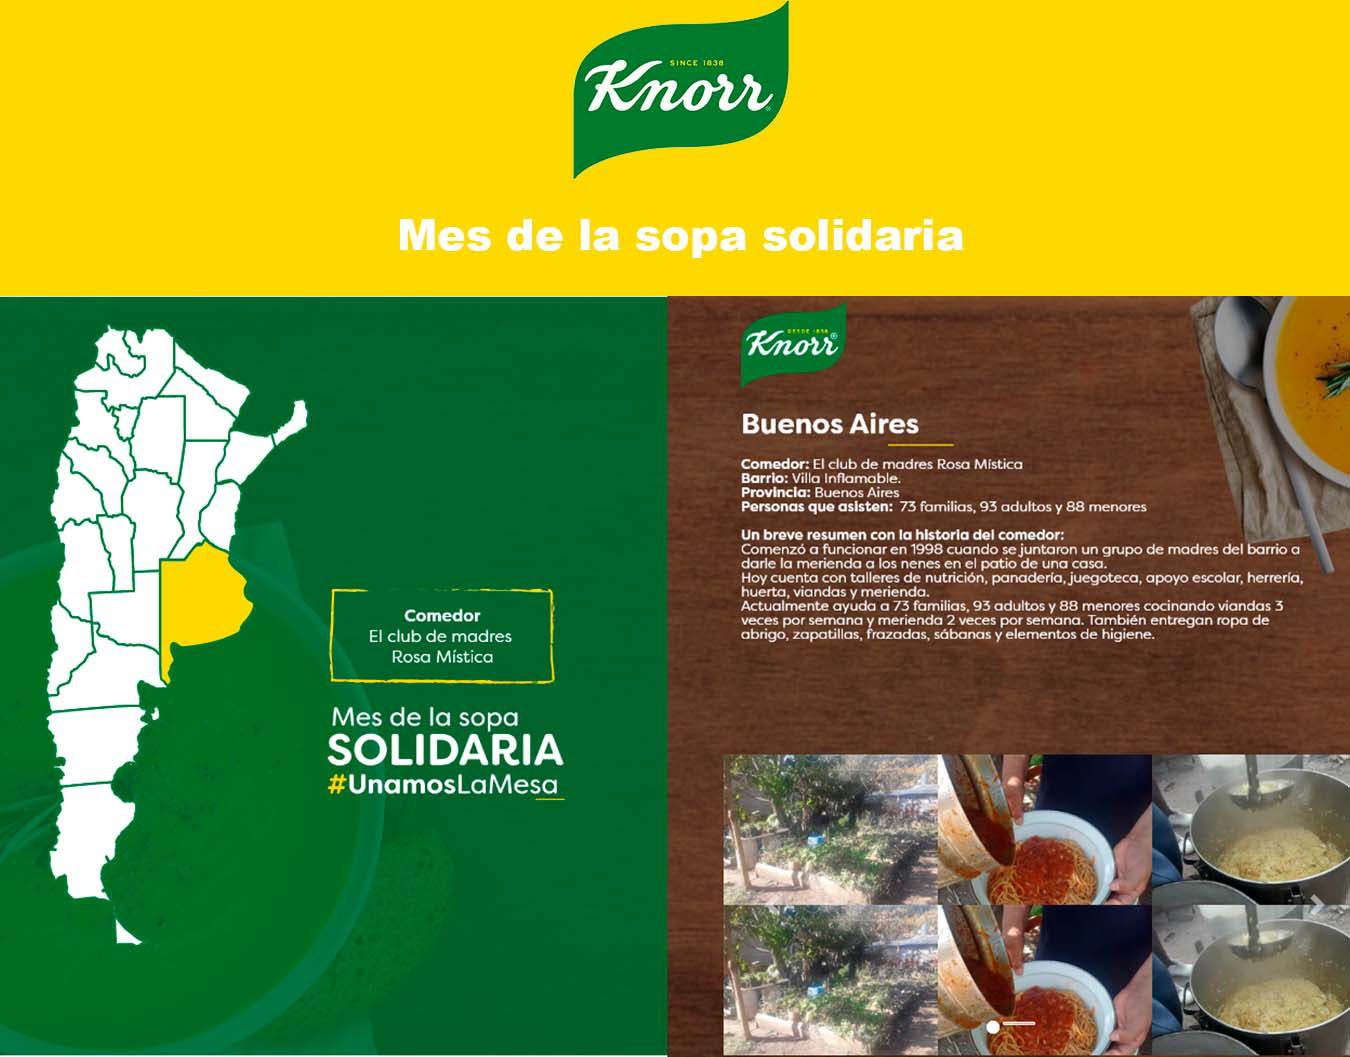 SINCE 1838
Knorr®
Mes de la sopa solidaria
Comedor
El club de madres
Rosa Mística
Mes de la sopa
SOLIDARIA
#UnamosLaMesa
DESDE 1838
Knorr®
Buenos Aires
Comedor: El club de madres Rosa Mística
Barrio: Villa Inflamable.
Provincia: Buenos Aires
Personas que asisten: 73 familias, 93 adultos y 88 menores
Un breve resumen con la historia del comedor:
Comenzó a funcionar en 1998 cuando se juntaron un grupo de madres del barrio a
darle la merienda a los nenes en el patio de una casa.
Hoy cuenta con talleres de nutrición, panadería, juegoteca, apoyo escolar, herrería,
huerta, viandas y merienda.
Actualmente ayuda a 73 familias, 93 adultos y 88 menores cocinando viandas 3
veces por semana y merienda 2 veces por semana. También entregan ropa de
abrigo, zapatillas, frazadas, sábanas y elementos de higiene.